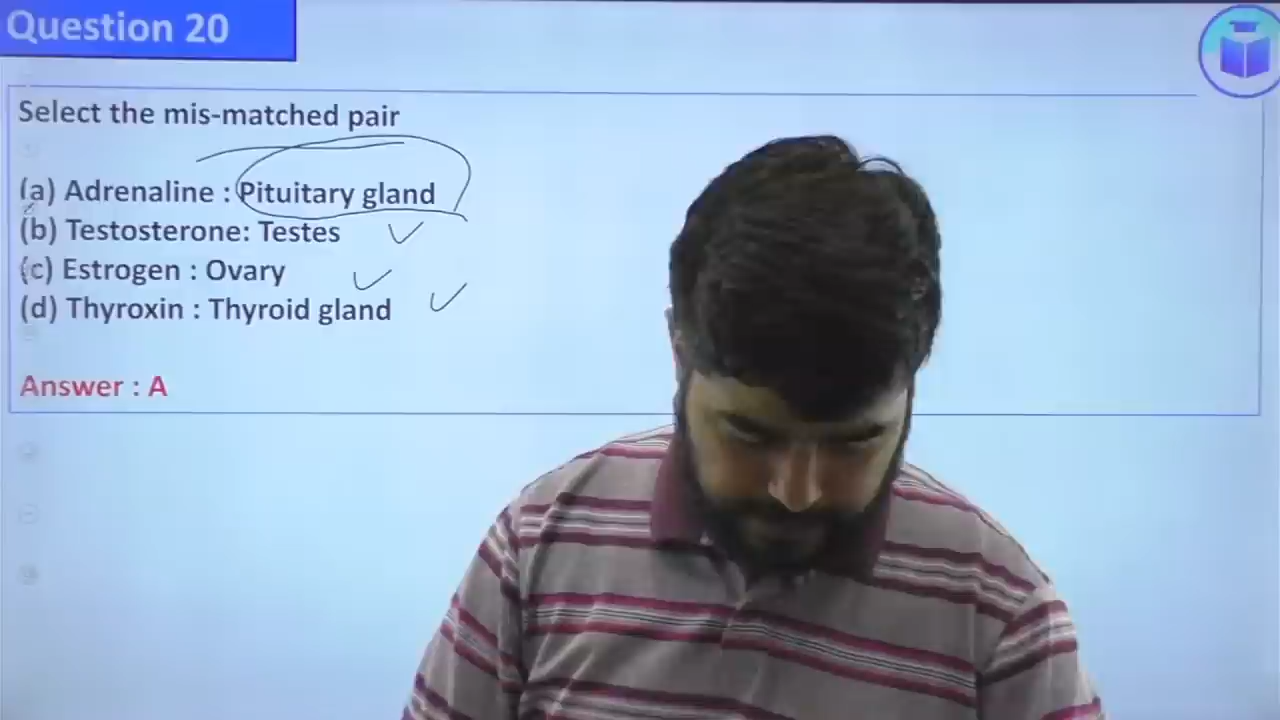 Question 20
Select the mis-matched pair
(a) Adrenaline : Pituitary gland
(b) Testosterone: Testes
(c) Estrogen : Ovary
(d) Thyroxin : Thyroid gland
Answer : A